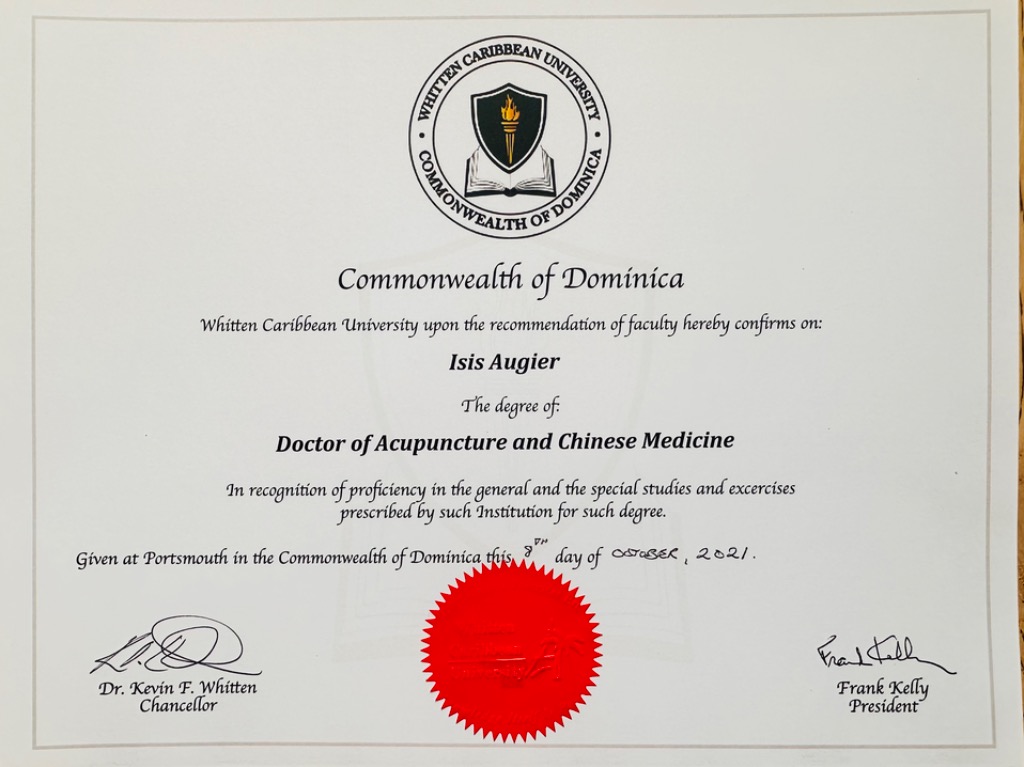 WHITTEN CARIBBEAN UNIVERSITY
COMMONWEALTH OF DOMINICA
Commonwealth of Dominica
Whitten Caribbean University upon the recommendation of faculty hereby confirms on:
Isis Augier
The degree of:
Doctor of Acupuncture and Chinese Medicine
In recognition of proficiency in the general and the special studies and excercises
prescribed by such Institution for such degree.
Given at Portsmouth in the Commonwealth of Dominica this 8TH day of OCTOBER, 2021.
Frank Kelly
Dr. Kevin F. Whitten
Chancellor
Frank Kelly
President